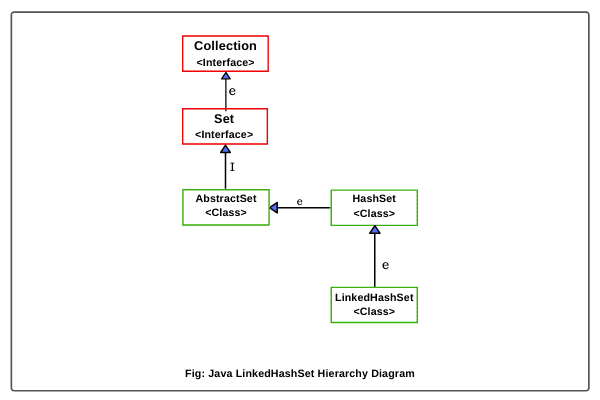 Collection
<Interface>
e
Set
<Interface>
I
AbstractSet
<Class>
e
HashSet
<Class>
e
LinkedHashSet
<Class>
Fig: Java LinkedHashSet Hierarchy Diagram